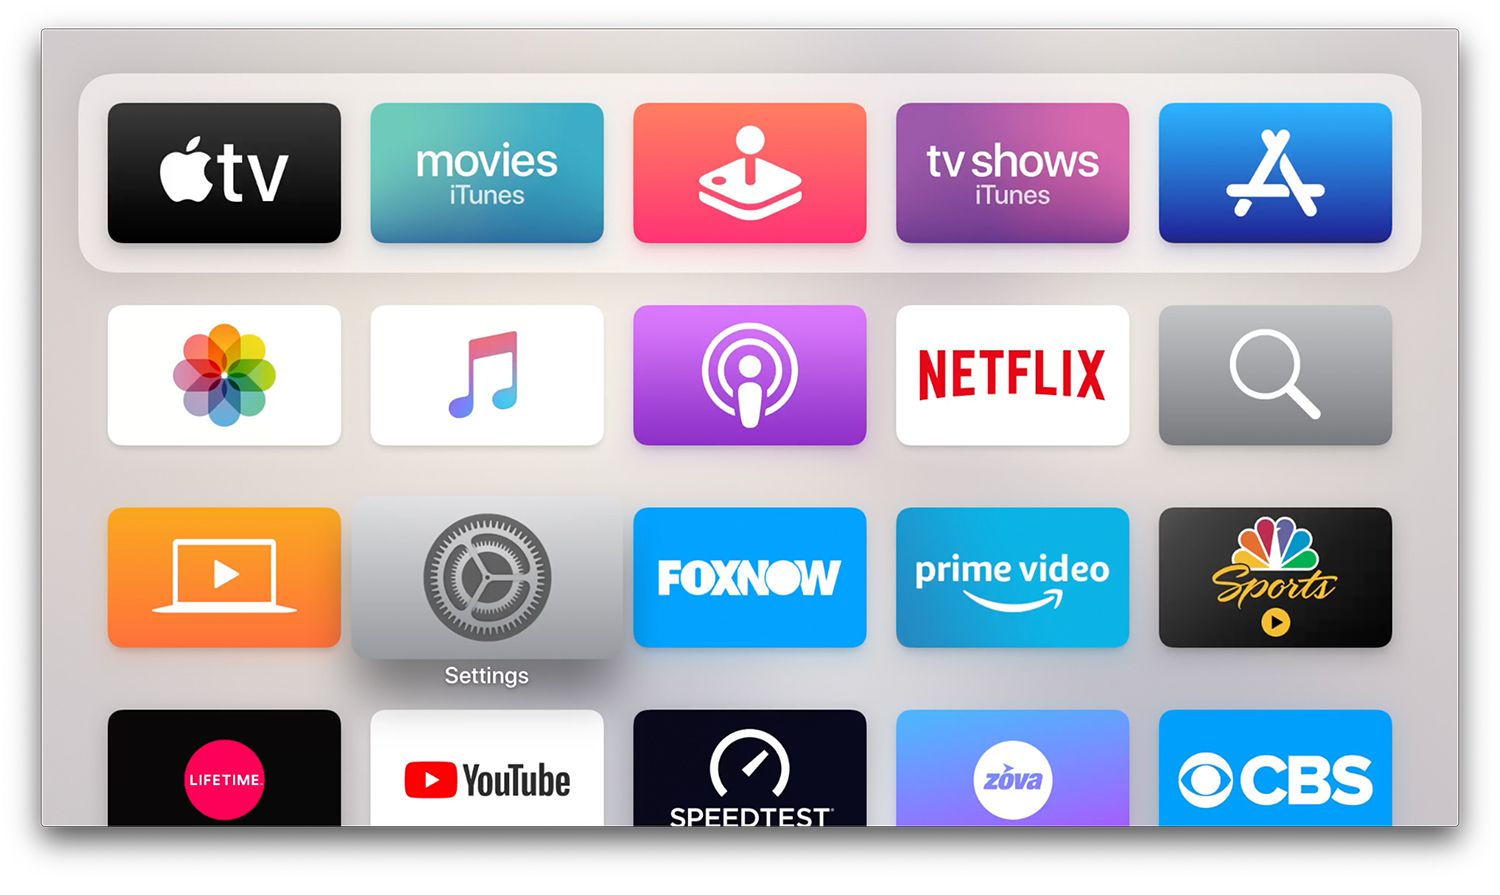 tv
movies
iTunes
tv shows
iTunes
NETFLIX
FOXNOW
prime video
Sports
Settings
LIFETIME
YouTube
SPEEDTEST
zova
CBS